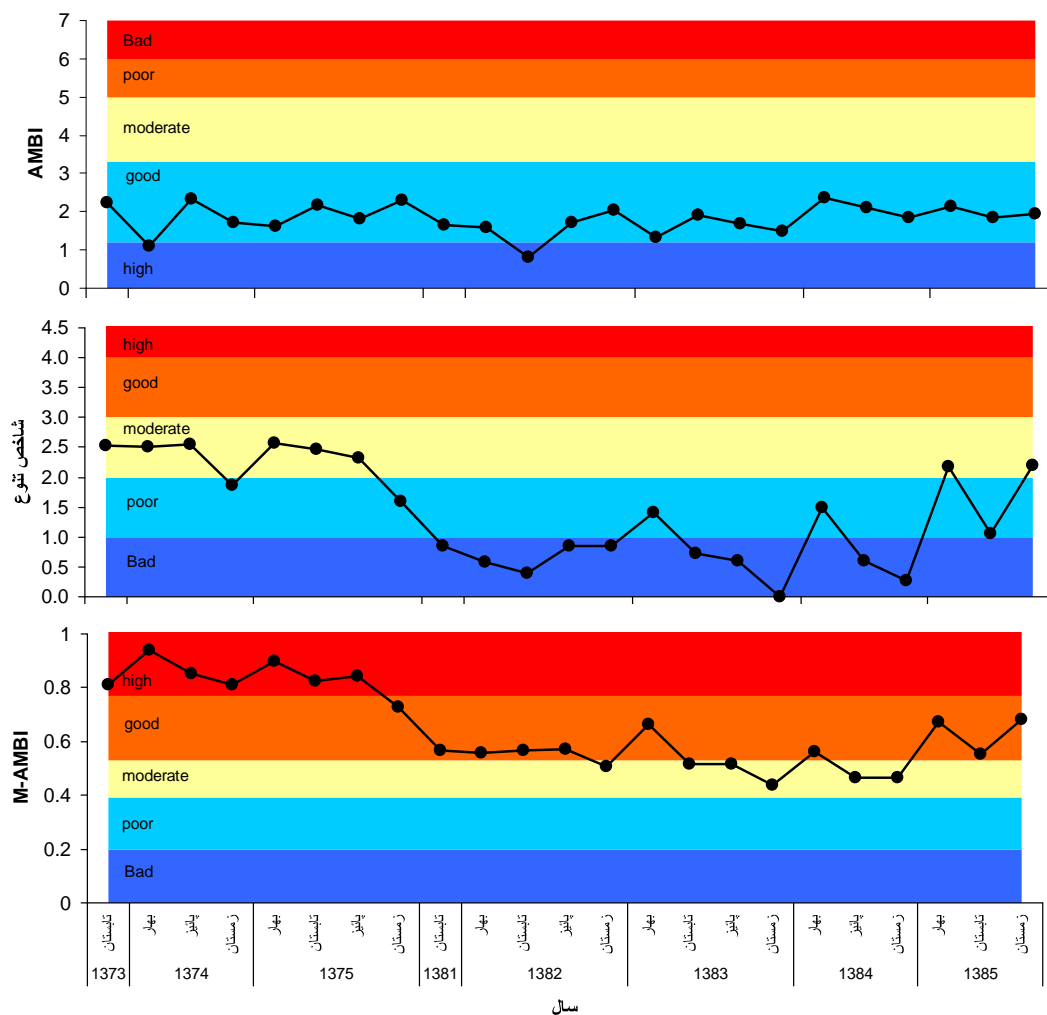 7
6
5
4
3
2
1
0
AMBI
Bad
poor
moderate
good
high
4.5
4.0
3.5
3.0
2.5
2.0
1.5
1.0
0.5
0.0
شاخص تنوع
high
good
moderate
poor
Bad
1
0.8
0.6
0.4
0.2
0
M-AMBI
high
good
moderate
poor
Bad
تابستان بهار پائیز زمستان بهار تابستان پائیز زمستان تابستان بهار تابستان پائیز زمستان بهار تابستان پائیز زمستان بهار پائیز زمستان بهار تابستان زمستان
1373 1374 1375 1381 1382 1383 1384 1385
سال